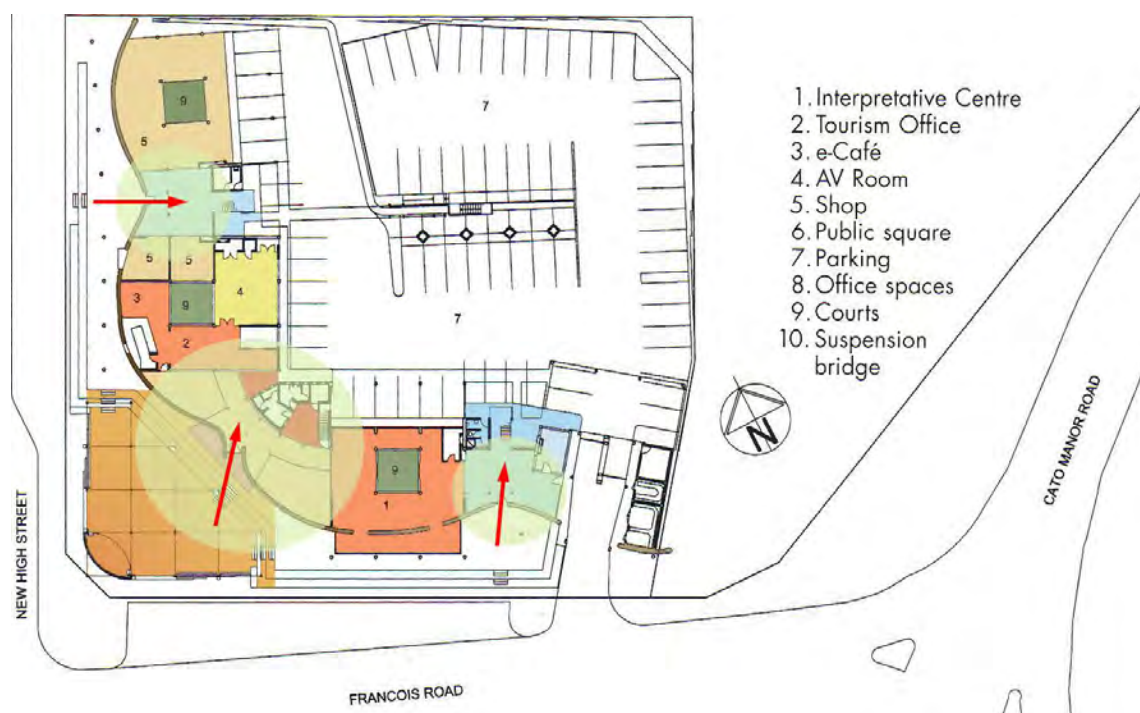 1. Interpretative Centre
2. Tourism Office
3. e-Café
4. AV Room
5. Shop
6. Public square
7. Parking
8. Office spaces
9. Courts
10. Suspension
bridge
9
7
5
5
5
3
9
4
7
2
9
1
N
NEW HIGH STREET
CATO MANOR ROAD
FRANCOIS ROAD